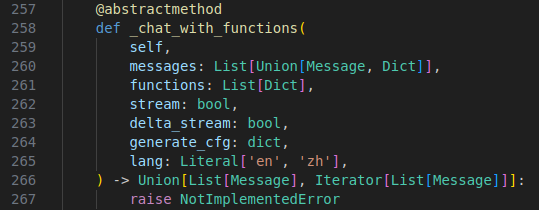 257 @abstractmethod
258 def _chat_with_functions(
259 self,
260 messages: List[Union[Message, Dict]],
261 functions: List[Dict],
262 stream: bool,
263 delta_stream: bool,
264 generate_cfg: dict,
265 lang: Literal['en', 'zh'],
266 ) -> Union[List[Message], Iterator[List[Message]]]:
267 raise NotImplementedError